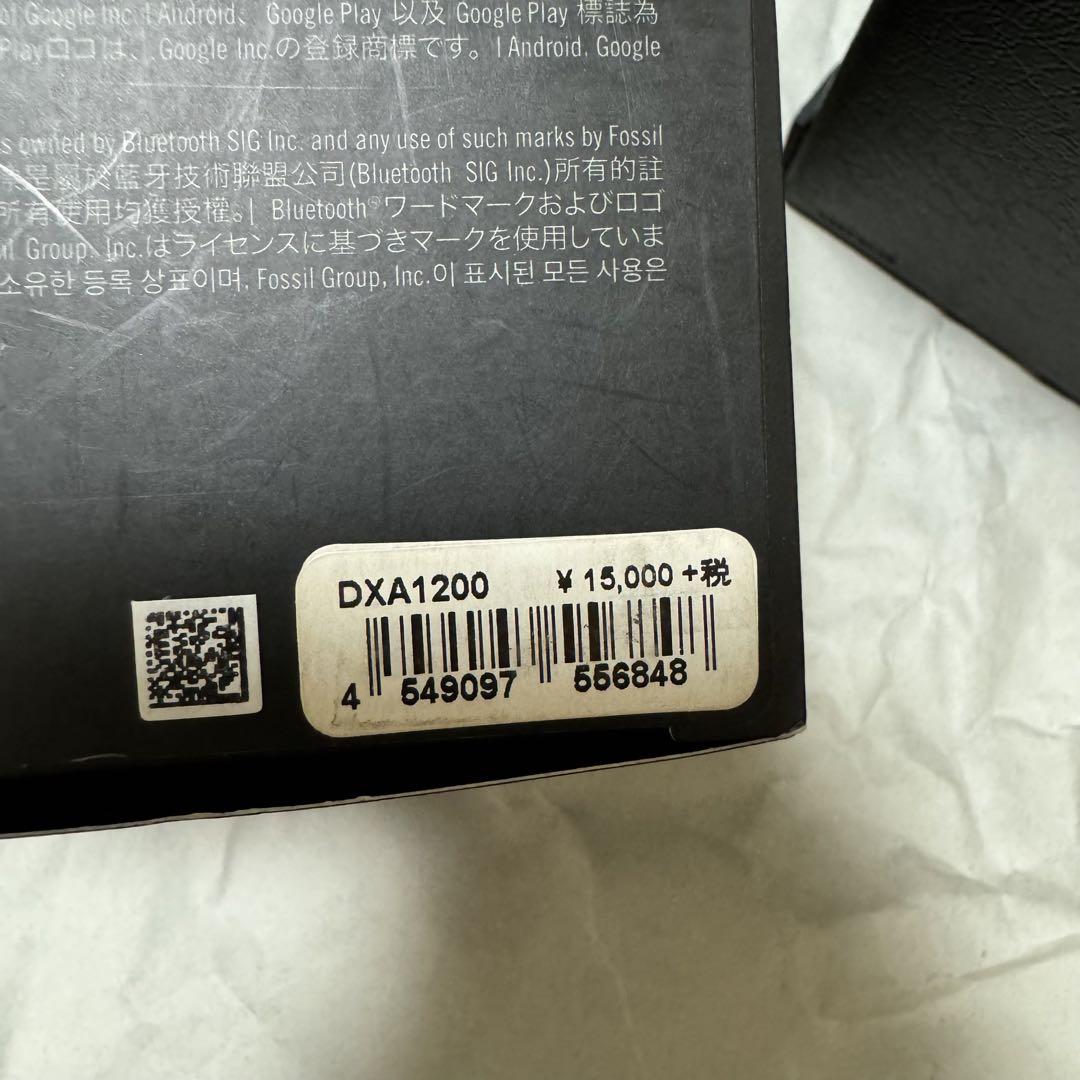 of Google Inc. | Android、 Google Play 以及 Google Play 標誌為
Playロゴは、 Google Inc.の登録商標です。 | Android, Google
s owned by Bluetooth SIG Inc. and any use of such marks by Fossil
是屬於藍牙技術聯盟公司(Bluetooth SIG Inc.)所有的註
所有使用均獲授權。| Bluetooth®ワードマークおよびロゴ
Group, Inc.はライセンスに基づきマークを使用していま
소유한 등록 상표이며, Fossil Group, Inc.이 표시된 모든 사용은
DXA1200 ¥ 15,000 +税
4 549097 556848